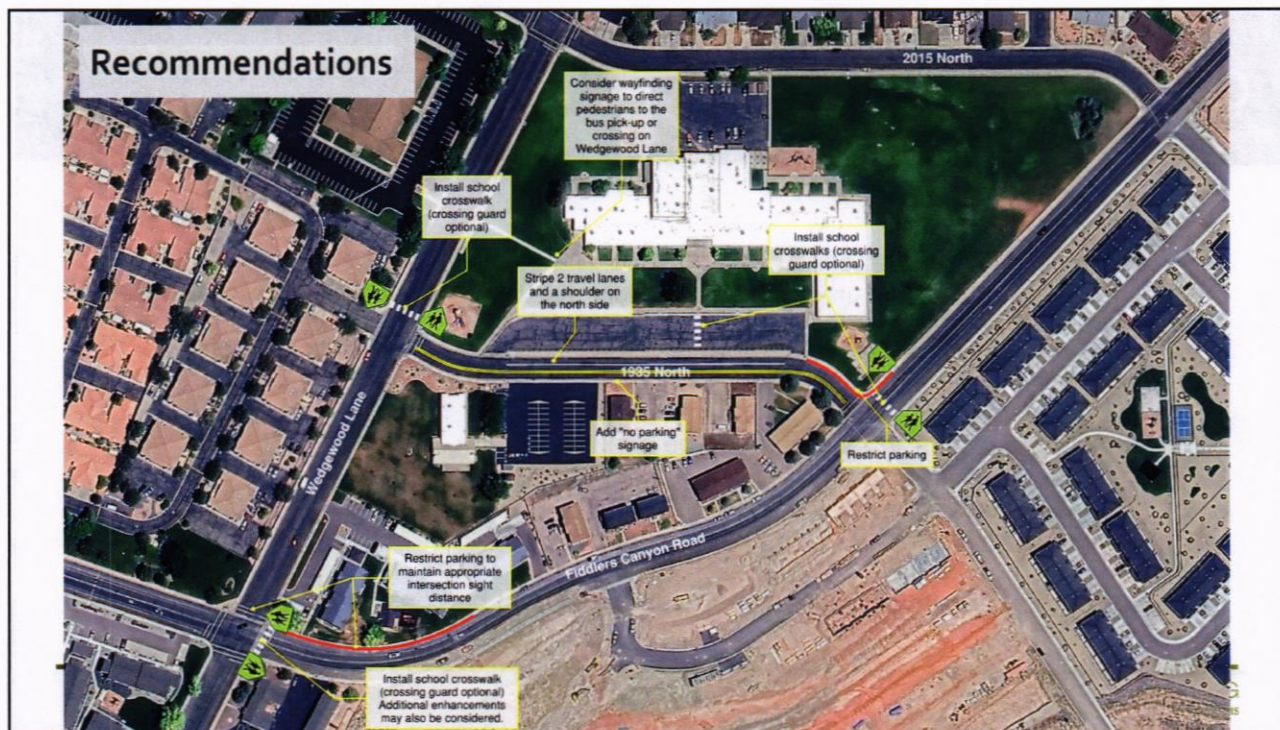 Recommendations
2015 North
Consider wayfinding
signage to direct
pedestrians to the
bus pick-up or
crossing on
Wedgewood Lane
Install school
crosswalk
(crossing guard
optional)
Install school
crosswalks (crossing
guard optional)
Stripe 2 travel lanes
and a shoulder on
the north side
1935 North
Add "no parking"
signage
Restrict parking
Wedgewood Lane
Fiddlers Canyon Road
Restrict parking to
maintain appropriate
intersection sight
distance
Install school crosswalk
(crossing guard optional)
Additional enhancements
may also be considered.